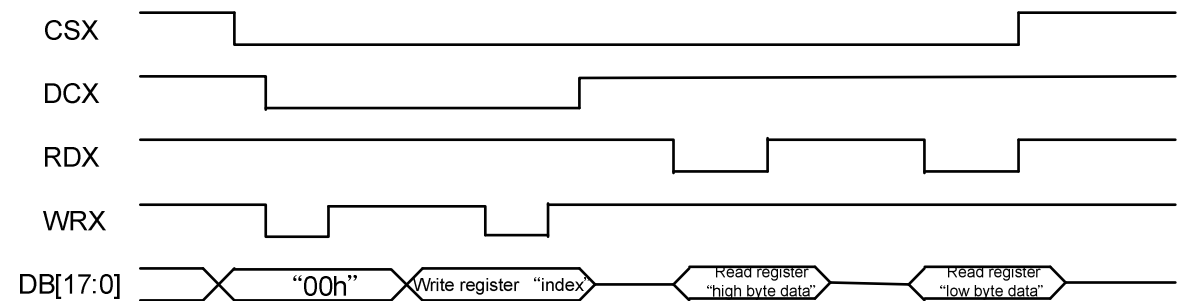 CSX
DCX
RDX
WRX
DB[17:0]
“00h”
Write register “index”
Read register
“high byte data”
Read register
“low byte data”